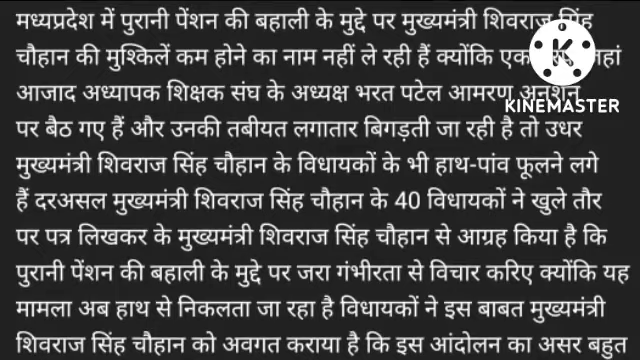 मध्यप्रदेश में पुरानी पेंशन की बहाली के मुद्दे पर मुख्यमंत्री शिवराज सिंह
चौहान की मुश्किलें कम होने का नाम नहीं ले रही हैं क्योंकि एक जहां
आजाद अध्यापक शिक्षक संघ के अध्यक्ष भरत पटेल आमरण अनशन
KINEMASTER
पर बैठ गए हैं और उनकी तबीयत लगातार बिगड़ती जा रही है तो उधर
मुख्यमंत्री शिवराज सिंह चौहान के विधायकों के भी हाथ-पांव फूलने लगे
हैं दरअसल मुख्यमंत्री शिवराज सिंह चौहान के 40 विधायकों ने खुले तौर
पर पत्र लिखकर के मुख्यमंत्री शिवराज सिंह चौहान से आग्रह किया है कि
पुरानी पेंशन की बहाली के मुद्दे पर जरा गंभीरता से विचार करिए क्योंकि यह
मामला अब हाथ से निकलता जा रहा है विधायकों ने इस बाबत मुख्यमंत्री
शिवराज सिंह चौहान को अवगत कराया है कि इस आंदोलन का असर बहुत